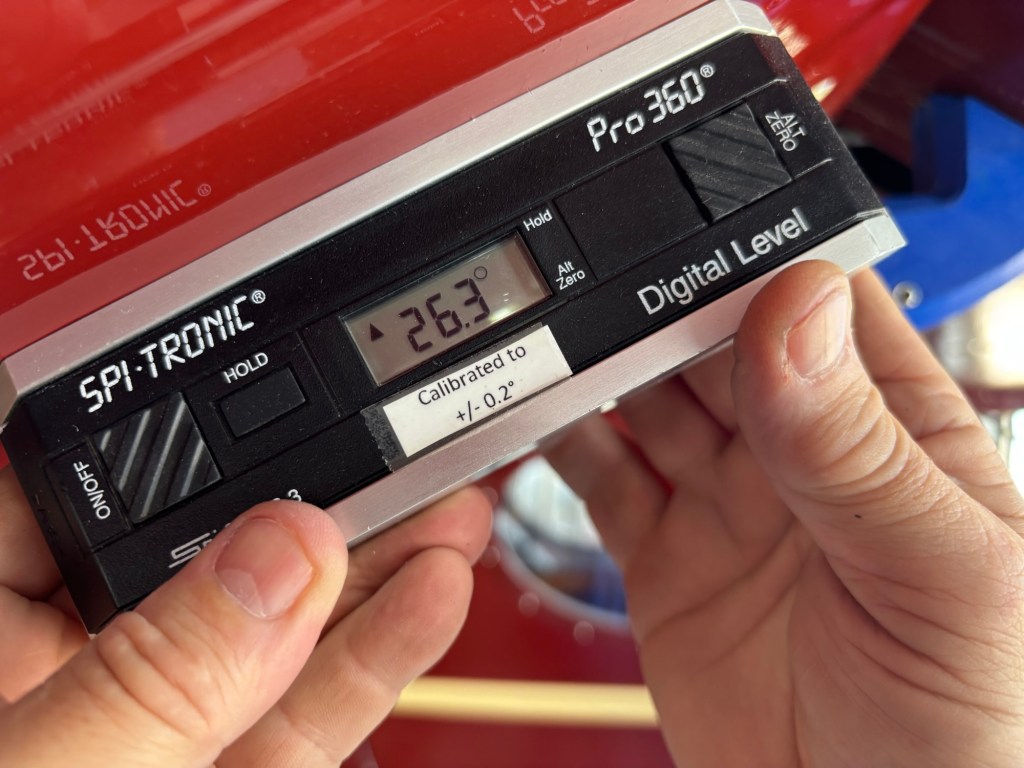 Pro 360®
ALT
ZERO
SPI-TRONIC®
HOLD
Hold
Alt
Zero
26.3°
Digital Level
Calibrated to
+/- 0.2°
ON/OFF